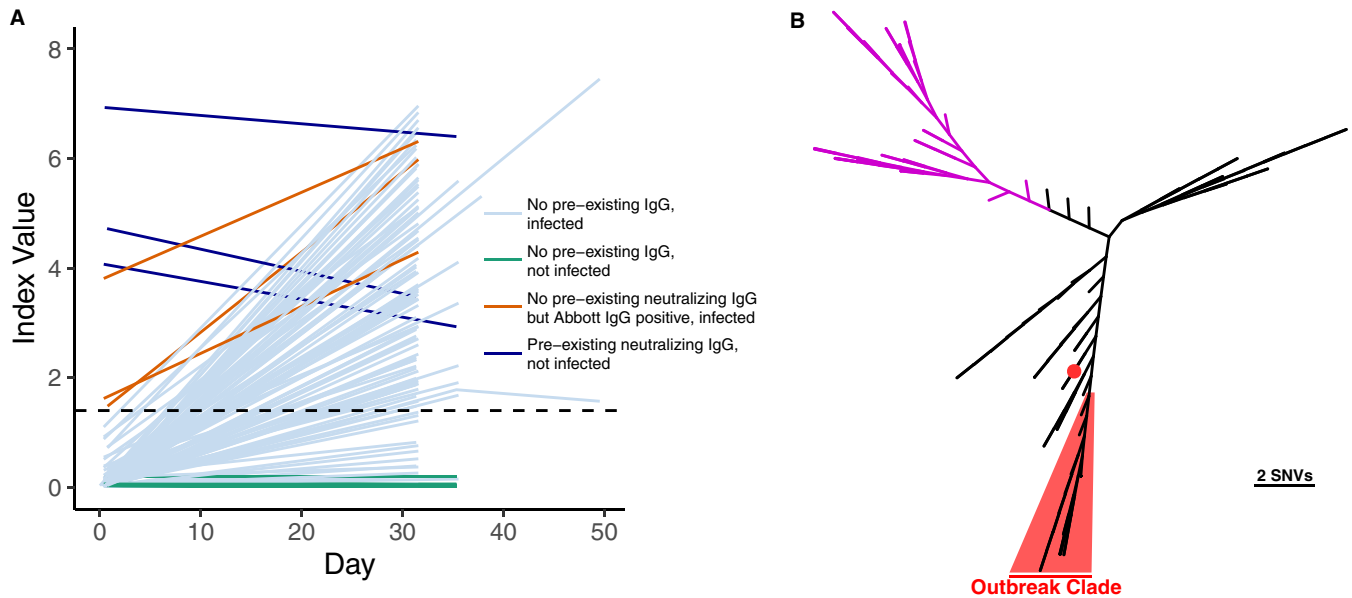 A
Index Value
8
6
4
2
0
0 10 20 30 40 50
Day
No pre−existing IgG,
infected
No pre−existing IgG,
not infected
No pre−existing neutralizing IgG
but Abbott IgG positive, infected
Pre−existing neutralizing IgG,
not infected
B
2 SNVs
Outbreak Clade